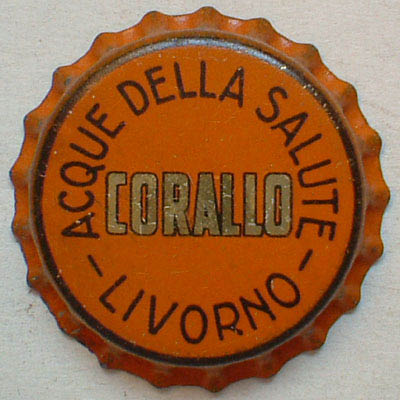 ACQUE DELLA SALUTE
CORALLO
- LIVORNO -